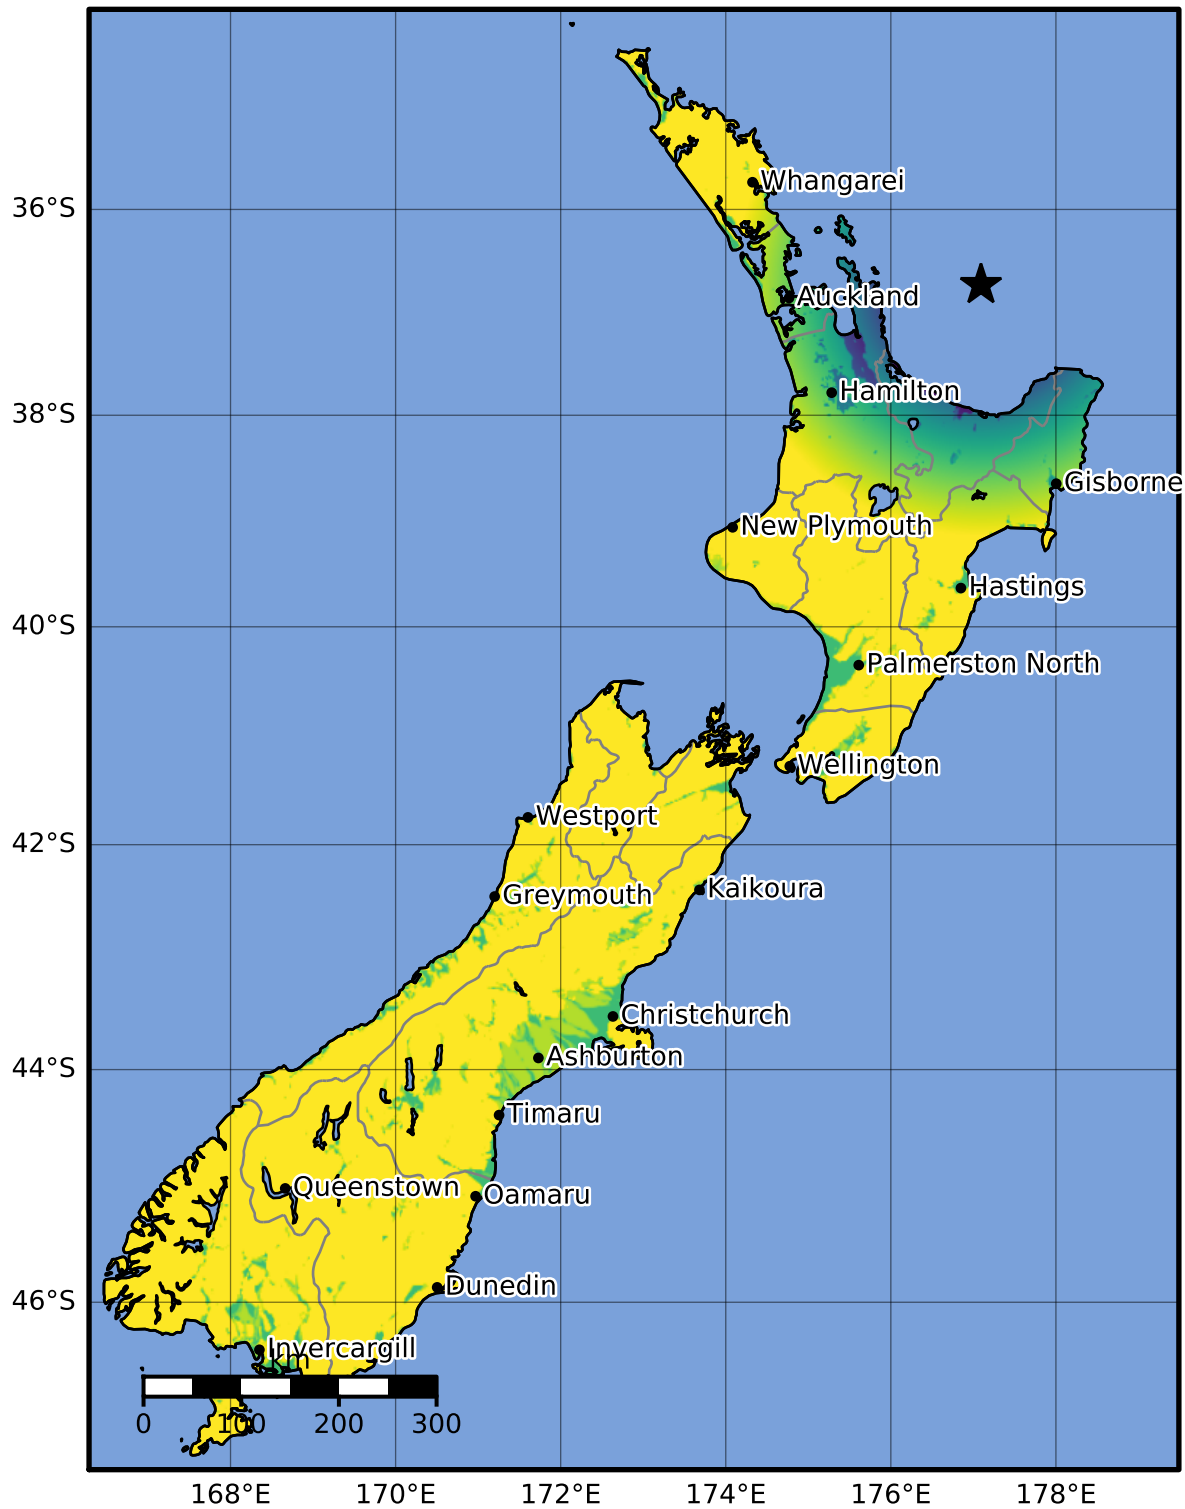 Whangarei
36°S
Auckland
Hamilton
38°S
Gisborne
New Plymouth
Hastings
40°S
Palmerston North
Wellington
Westport
42°S
Kaikoura
Greymouth
Christchurch
Ashburton
44°S
Timaru
Queenstown
Oamaru
Dunedin
46°S
Invercargill
km
0 100 200 300
168°E 170°E 172°E 174°E 176°E 178°E